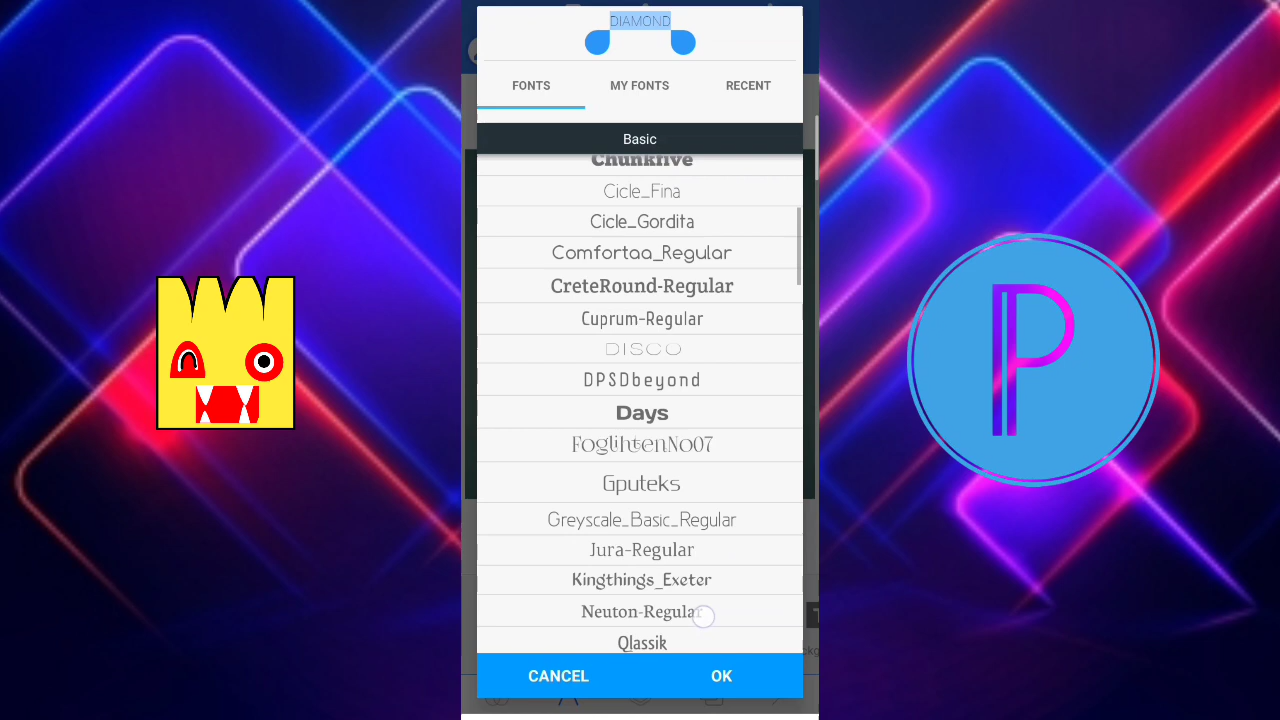 DIAMOND
FONTS MY FONTS RECENT
Basic
Chunkfive
Cicle_Fina
Cicle_Gordita
Comfortaa_Regular
CreteRound-Regular
Cuprum-Regular
DISCO
DPSDbeyond
Days
FoglihtenNo07
Gputeks
Greyscale_Basic_Regular
Jura-Regular
Kingthings_Exeter
Neuton-Regular
Qlassik
CANCEL OK
P